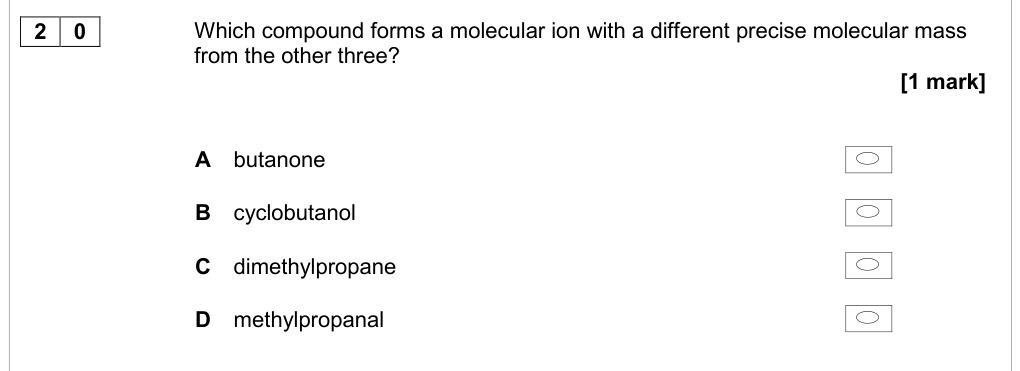 2 0 Which compound forms a molecular ion with a different precise molecular mass
from the other three?
[1 mark]
A butanone
B cyclobutanol
C dimethylpropane
D methylpropanal